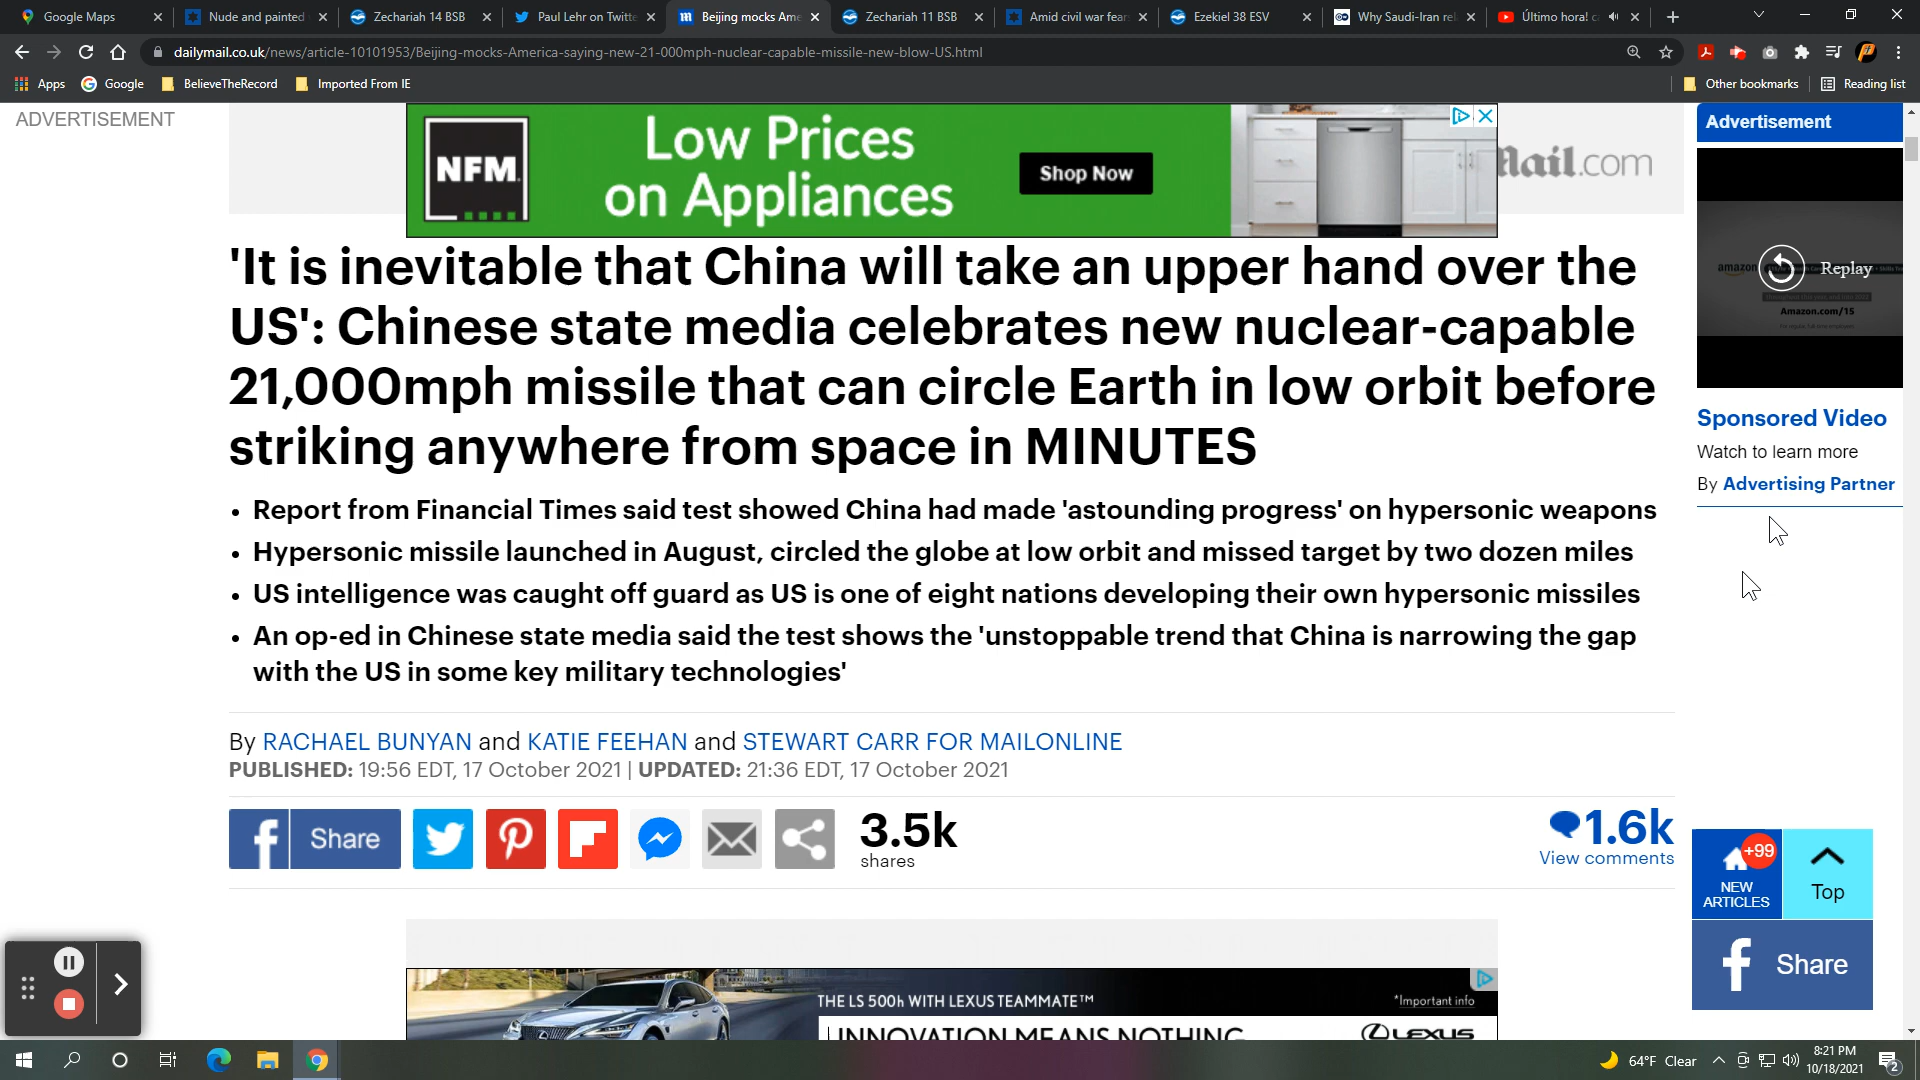 Google Maps
Nude and painted
Zechariah 14 BSB
Paul Lehr on Twitte
Beijing mocks Ame
Zechariah 11 BSB
Amid civil war fear
Ezekiel 38 ESV
Why Saudi-Iran rel
Último hora! c
dailymail.co.uk/news/article-10101953/Beijing-mocks-America-saying-new-21-000mph-nuclear-capable-missile-new-blow-US.html
Apps
Google
BelieveTheRecord
Imported From IE
Other bookmarks
Reading list
ADVERTISEMENT
NFM
Low Prices
on Appliances
Shop Now
Mail.com
Advertisement
amazon
Replay
Amazon.com/15
'It is inevitable that China will take an upper hand over the
US': Chinese state media celebrates new nuclear-capable
21,000mph missile that can circle Earth in low orbit before
striking anywhere from space in MINUTES
Sponsored Video
Watch to learn more
By Advertising Partner
• Report from Financial Times said test showed China had made 'astounding progress' on hypersonic weapons
• Hypersonic missile launched in August, circled the globe at low orbit and missed target by two dozen miles
• US intelligence was caught off guard as US is one of eight nations developing their own hypersonic missiles
• An op-ed in Chinese state media said the test shows the 'unstoppable trend that China is narrowing the gap
with the US in some key military technologies'
By RACHAEL BUNYAN and KATIE FEEHAN and STEWART CARR FOR MAILONLINE
PUBLISHED: 19:56 EDT, 17 October 2021 | UPDATED: 21:36 EDT, 17 October 2021
Share
3.5k
shares
1.6k
View comments
+99
NEW
ARTICLES
Top
Share
THE LS 500h WITH LEXUS TEAMMATE™
*Important info
INNOVATION MEANS NOTHING
LEXUS
64°F Clear
8:21 PM
10/18/2021
2